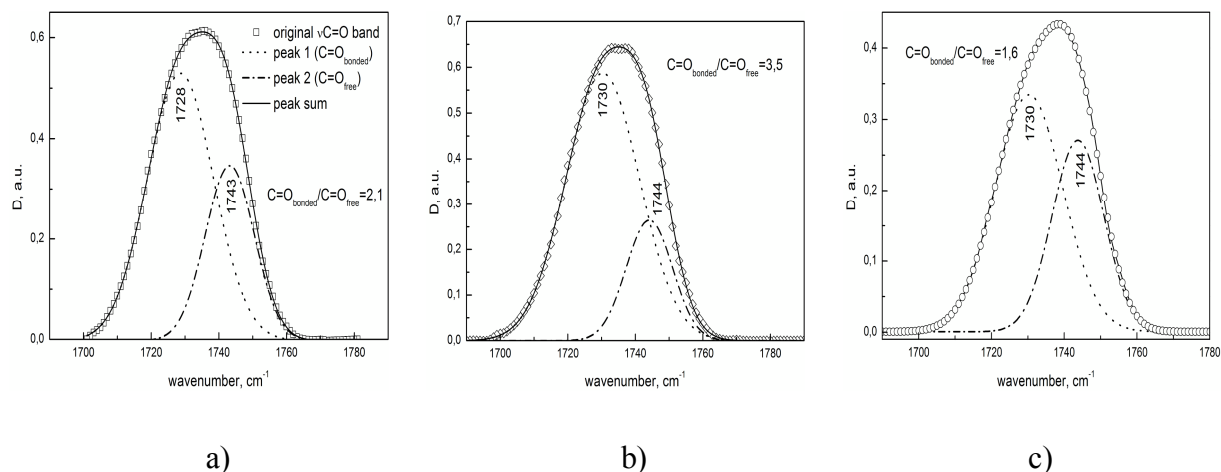 original νC=O band
peak 1 (C=Obonded)
peak 2 (C=Ofree)
peak sum
1728
1743
C=Obonded/C=Ofree=2,1
0,6
0,4
0,2
0,0
D, a.u.
1700
1720
1740
1760
1780
wavenumber, cm-1
a)
C=Obonded/C=Ofree=3,5
1730
1744
0,7
0,6
0,5
0,4
0,3
0,2
0,1
0,0
D, a.u.
1700
1720
1740
1760
1780
wavenumber, cm-1
b)
C=Obonded/C=Ofree=1,6
1730
1744
0,4
0,3
0,2
0,1
0,0
D, a.u.
1700
1720
1740
1760
1780
wavenumber, cm-1
c)